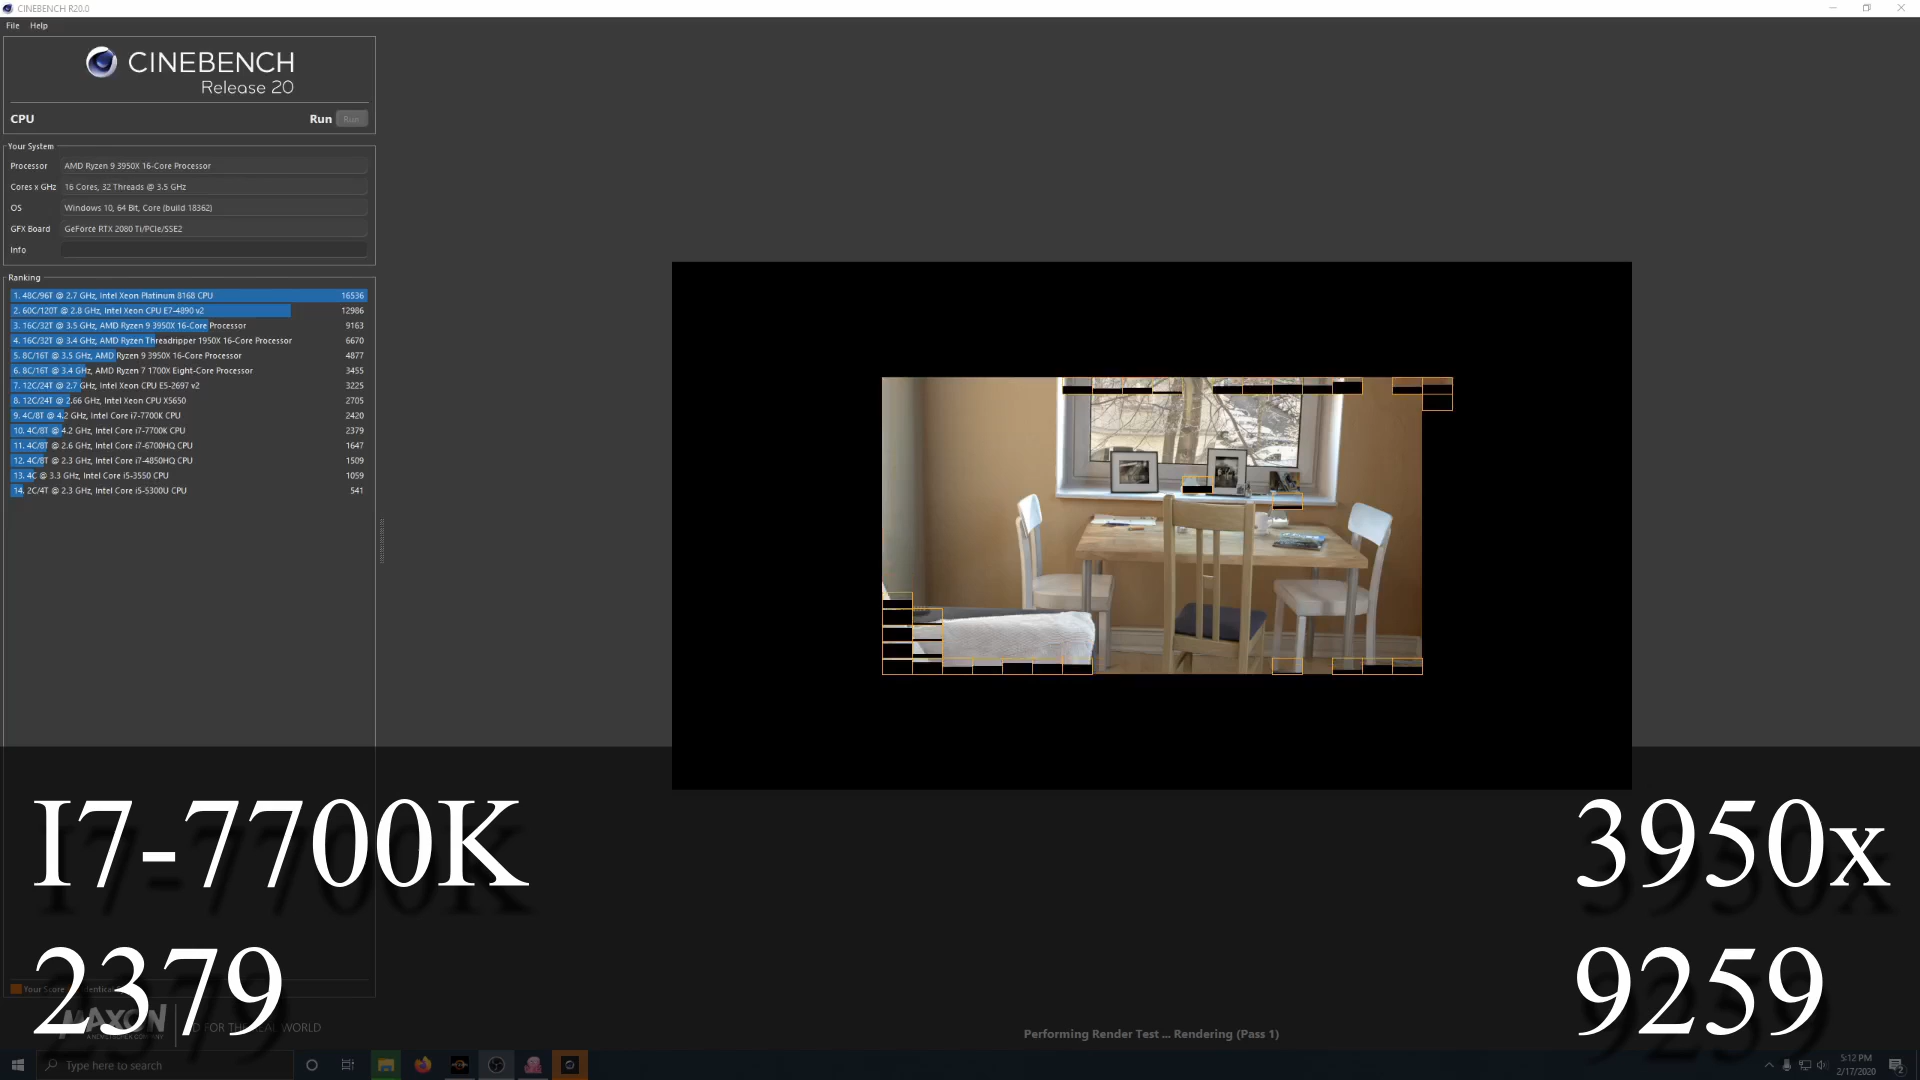 CINEBENCH R20.0
File Help
CINEBENCH
Release 20
CPU Run Run
Your System
Processor AMD Ryzen 9 3950X 16-Core Processor
Cores x GHz 16 Cores, 32 Threads @ 3.5 GHz
OS Windows 10, 64 Bit, Core (build 18362)
GFX Board GeForce RTX 2080 Ti/PCIe/SSE2
Info
Ranking
1. 48C/96T @ 2.7 GHz, Intel Xeon Platinum 8168 CPU 16536
2. 60C/120T @ 2.8 GHz, Intel Xeon CPU E7-4890 v2 12986
3. 16C/32T @ 3.5 GHz, AMD Ryzen 9 3950X 16-Core Processor 9163
4. 16C/32T @ 3.4 GHz, AMD Ryzen Threadripper 1950X 16-Core Processor 6670
5. 8C/16T @ 3.5 GHz, AMD Ryzen 9 3950X 16-Core Processor 4877
6. 8C/16T @ 3.4 GHz, AMD Ryzen 7 1700X Eight-Core Processor 3455
7. 12C/24T @ 2.7 GHz, Intel Xeon CPU E5-2697 v2 3225
8. 12C/24T @ 2.66 GHz, Intel Xeon CPU X5650 2705
9. 4C/8T @ 4.2 GHz, Intel Core i7-7700K CPU 2420
10. 4C/8T @ 4.2 GHz, Intel Core i7-7700K CPU 2379
11. 4C/8T @ 2.6 GHz, Intel Core i7-6700HQ CPU 1647
12. 4C/8T @ 2.3 GHz, Intel Core i7-4850HQ CPU 1509
13. 4C @ 3.3 GHz, Intel Core i5-3550 CPU 1059
14. 2C/4T @ 2.3 GHz, Intel Core i5-5300U CPU 541
I7-7700K 3950x
2379 9259
Your Score
MAXON
D FOR THE REAL WORLD
Performing Render Test ... Rendering (Pass 1)
Type here to search
5:12 PM
2/17/2020